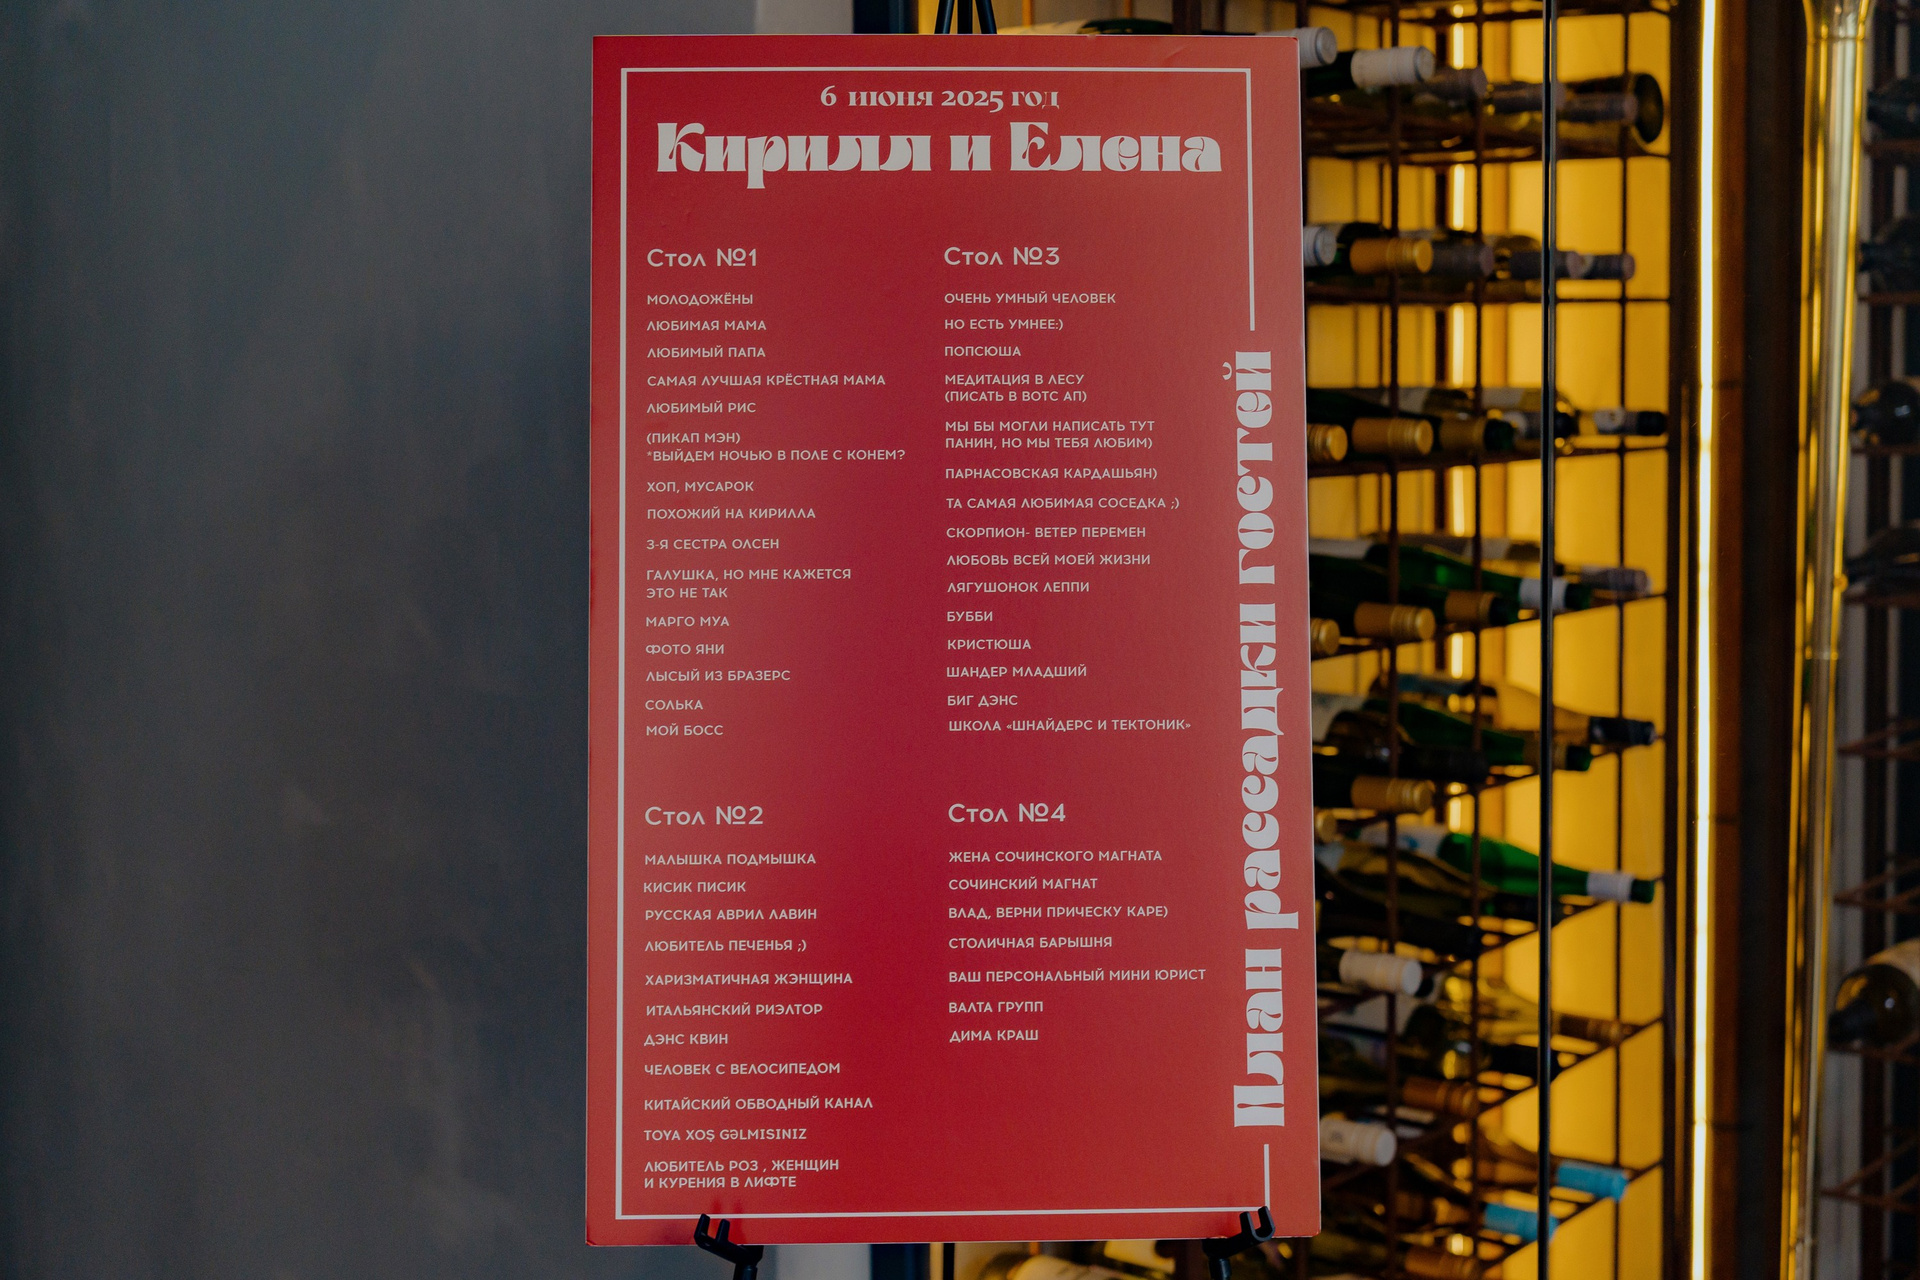 6 июня 2025 год
Кирилл и Елена
Стол №1
МОЛОДОЖЁНЫ
ЛЮБИМАЯ МАМА
ЛЮБИМЫЙ ПАПА
САМАЯ ЛУЧШАЯ КРЁСТНАЯ МАМА
ЛЮБИМЫЙ РИС
(ПИКАП МЭН)
*ВЫЙДЕМ НОЧЬЮ В ПОЛЕ С КОНЕМ?
ХОП, МУСАРОК
ПОХОЖИЙ НА КИРИЛЛА
3-Я СЕСТРА ОЛСЕН
ГАЛУШКА, НО МНЕ КАЖЕТСЯ
ЭТО НЕ ТАК
МАРГО МУА
ФОТО ЯНИ
ЛЫСЫЙ ИЗ БРАЗЕРС
СОЛЬКА
МОЙ БОСС
Стол №2
МАЛЫШКА ПОДМЫШКА
КИСИК ПИСИК
РУССКАЯ АВРИЛ ЛАВИН
ЛЮБИТЕЛЬ ПЕЧЕНЬЯ ;)
ХАРИЗМАТИЧНАЯ ЖЭНЩИНА
ИТАЛЬЯНСКИЙ РИЭЛТОР
ДЭНС КВИН
ЧЕЛОВЕК С ВЕЛОСИПЕДОМ
КИТАЙСКИЙ ОБВОДНЫЙ КАНАЛ
TOYA XOŞ GƏLMISINIZ
ЛЮБИТЕЛЬ РОЗ , ЖЕНЩИН
И КУРЕНИЯ В ЛИФТЕ
Стол №3
ОЧЕНЬ УМНЫЙ ЧЕЛОВЕК
НО ЕСТЬ УМНЕЕ:)
ПОПСЮША
МЕДИТАЦИЯ В ЛЕСУ
(ПИСАТЬ В ВОТС АП)
МЫ БЫ МОГЛИ НАПИСАТЬ ТУТ
ПАНИН, НО МЫ ТЕБЯ ЛЮБИМ)
ПАРНАСОВСКАЯ КАРДАШЬЯН)
ТА САМАЯ ЛЮБИМАЯ СОСЕДКА ;)
СКОРПИОН- ВЕТЕР ПЕРЕМЕН
ЛЮБОВЬ ВСЕЙ МОЕЙ ЖИЗНИ
ЛЯГУШОНОК ЛЕППИ
БУББИ
КРИСТЮША
ШАНДЕР МЛАДШИЙ
БИГ ДЭНС
ШКОЛА «ШНАЙДЕРС И ТЕКТОНИК»
Стол №4
ЖЕНА СОЧИНСКОГО МАГНАТА
СОЧИНСКИЙ МАГНАТ
ВЛАД, ВЕРНИ ПРИЧЕСКУ КАРЕ)
СТОЛИЧНАЯ БАРЫШНЯ
ВАШ ПЕРСОНАЛЬНЫЙ МИНИ ЮРИСТ
ВАЛТА ГРУПП
ДИМА КРАШ
План рассадки гостей